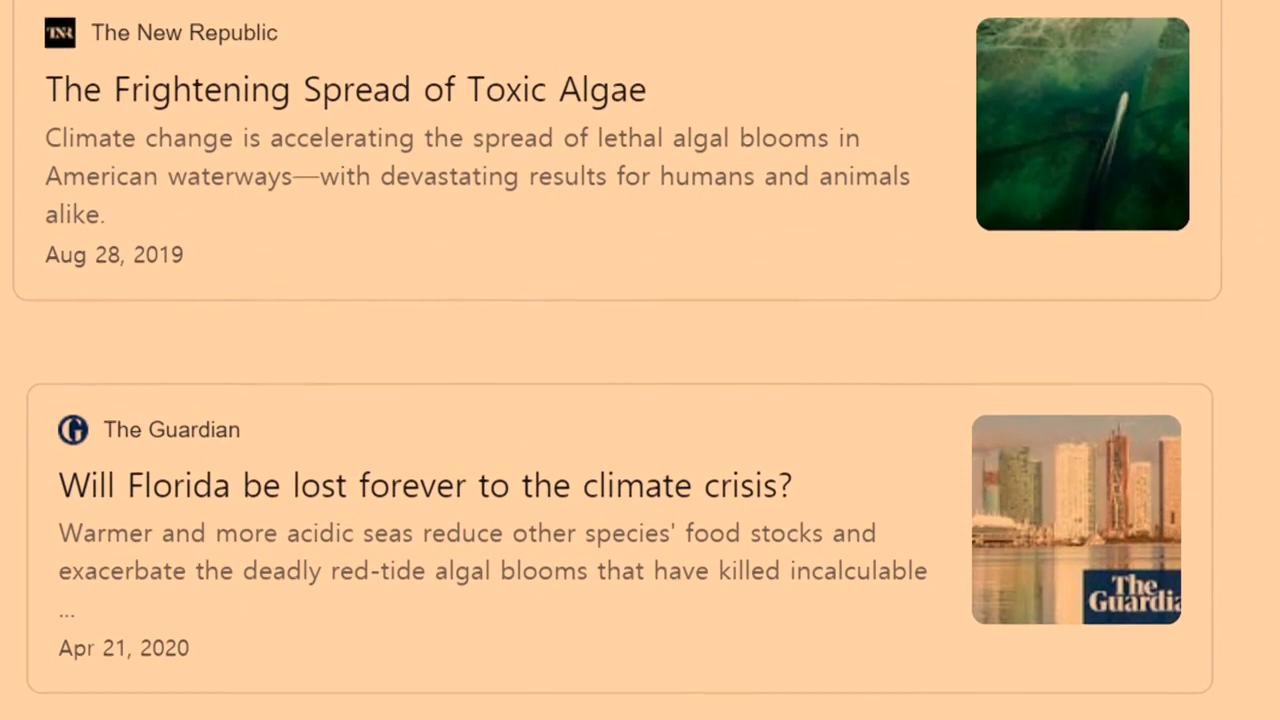 TNR The New Republic
The Frightening Spread of Toxic Algae
Climate change is accelerating the spread of lethal algal blooms in
American waterways—with devastating results for humans and animals
alike.
Aug 28, 2019
G The Guardian
Will Florida be lost forever to the climate crisis?
Warmer and more acidic seas reduce other species' food stocks and
exacerbate the deadly red-tide algal blooms that have killed incalculable
...
Apr 21, 2020
The
Guardia